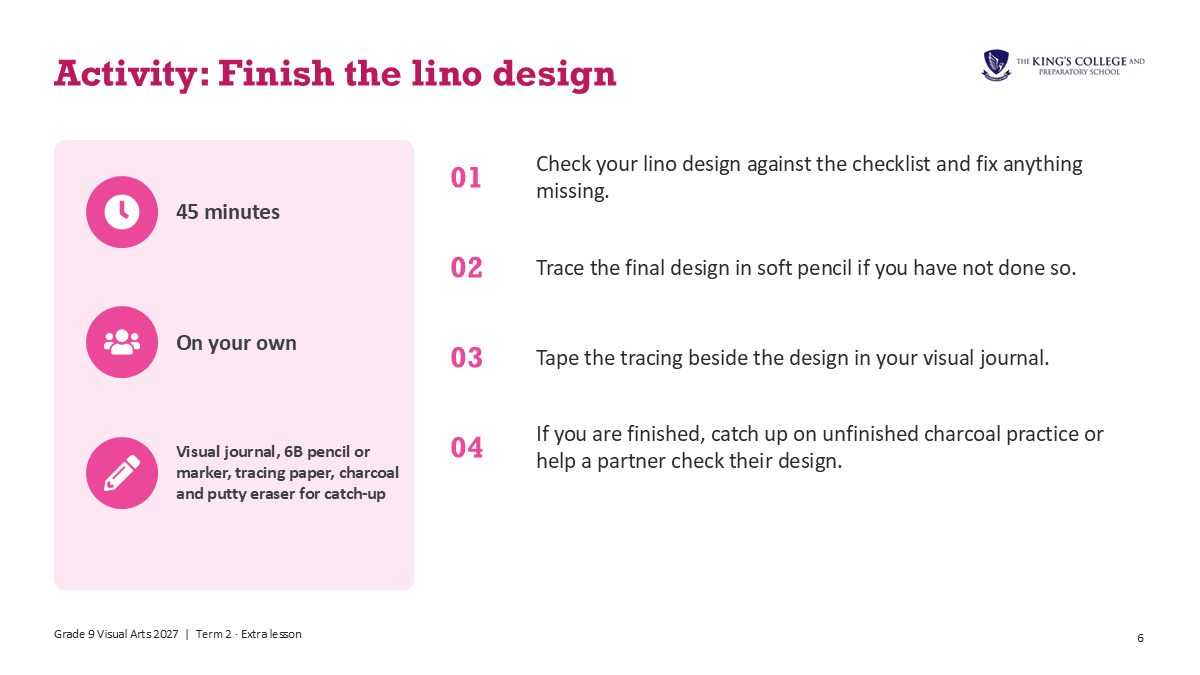 Activity: Finish the lino design
THE KING'S COLLEGE AND
PREPARATORY SCHOOL
45 minutes
On your own
Visual journal, 6B pencil or
marker, tracing paper, charcoal
and putty eraser for catch-up
01
Check your lino design against the checklist and fix anything
missing.
02
Trace the final design in soft pencil if you have not done so.
03
Tape the tracing beside the design in your visual journal.
04
If you are finished, catch up on unfinished charcoal practice or
help a partner check their design.
Grade 9 Visual Arts 2027 | Term 2 · Extra lesson
6